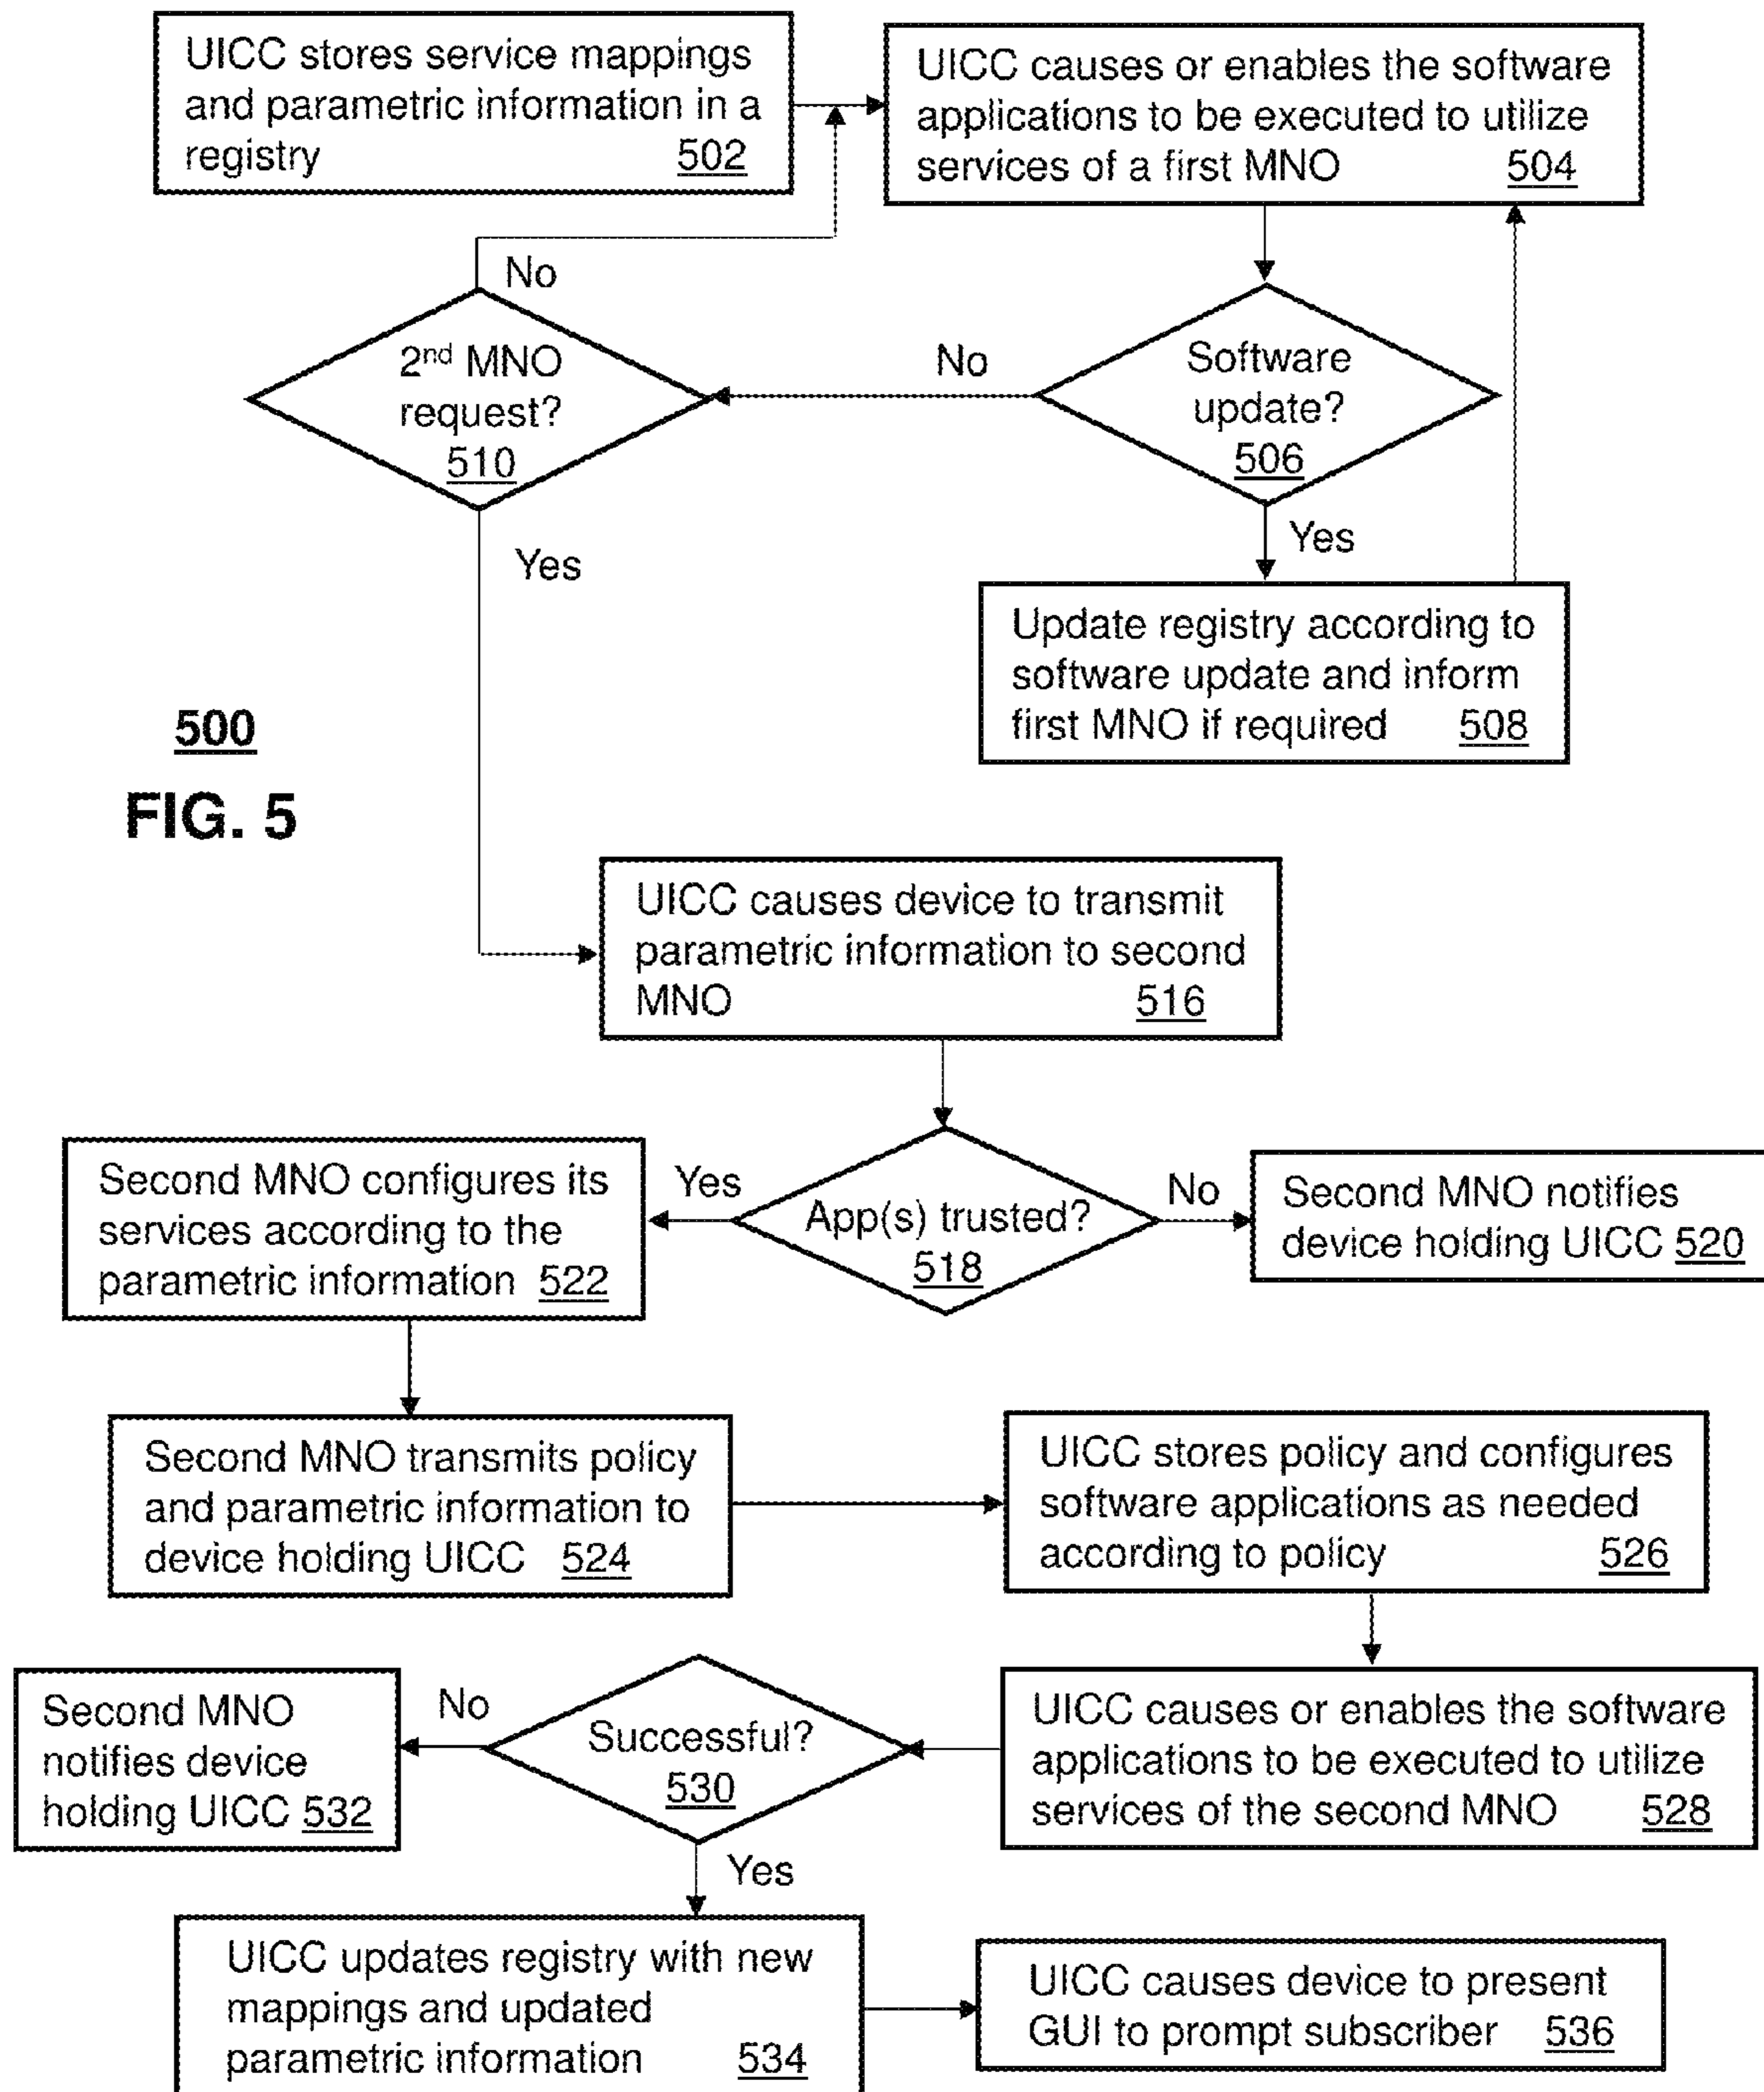 UICC stores service mappings
and parametric information in a
registry 502
UICC causes or enables the software
applications to be executed to utilize
services of a first MNO 504
No
2nd MNO
request?
510
No
Software
update?
506
Yes
Yes
Update registry according to
software update and inform
first MNO if required 508
500
FIG. 5
UICC causes device to transmit
parametric information to second
MNO 516
Second MNO configures its
services according to the
parametric information 522
Yes
App(s) trusted?
518
No
Second MNO notifies
device holding UICC 520
Second MNO transmits policy
and parametric information to
device holding UICC 524
UICC stores policy and configures
software applications as needed
according to policy 526
Second MNO
notifies device
holding UICC 532
No
Successful?
530
UICC causes or enables the software
applications to be executed to utilize
services of the second MNO 528
Yes
UICC updates registry with new
mappings and updated
parametric information 534
UICC causes device to present
GUI to prompt subscriber 536